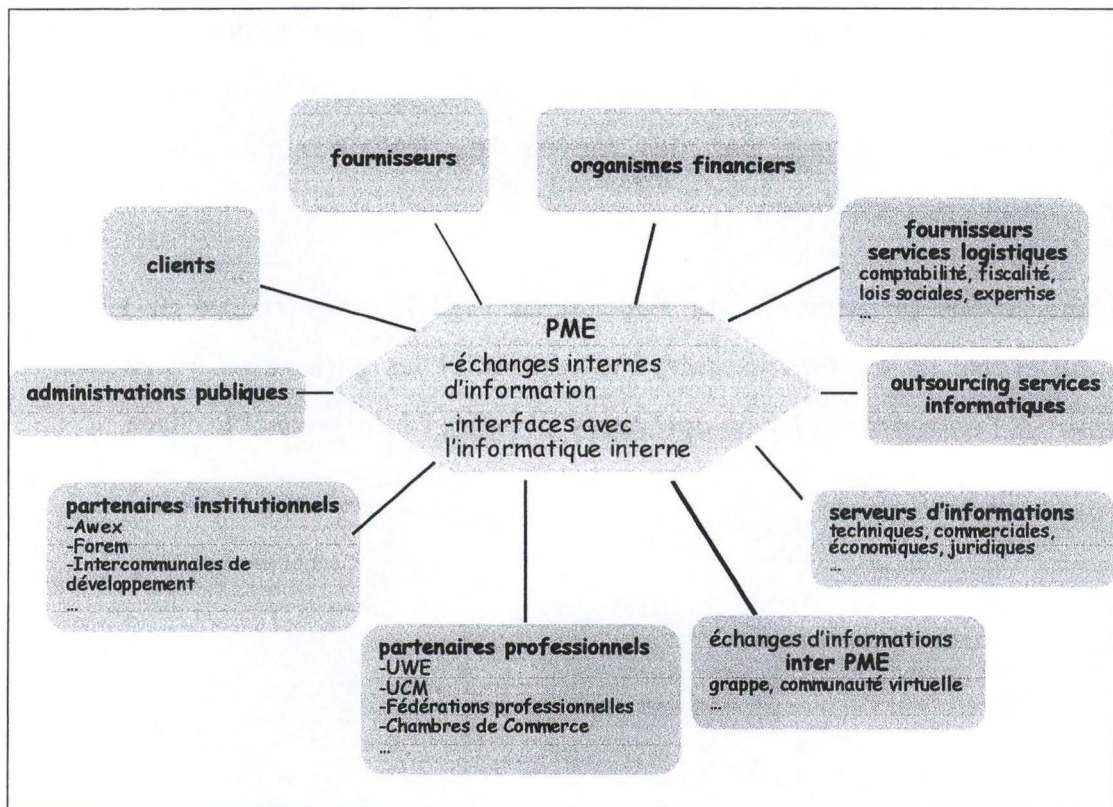 fournisseurs
organismes financiers
fournisseurs
services logistiques
comptabilité, fiscalité,
lois sociales, expertise
...
clients
PME
-échanges internes
d'information
-interfaces avec
l'informatique interne
administrations publiques
outsourcing services
informatiques
partenaires institutionnels
-Awex
-Forem
-Intercommunales de
développement
...
serveurs d'informations
techniques, commerciales,
économiques, juridiques
...
partenaires professionnels
-UWE
-UCM
-Fédérations professionnelles
-Chambres de Commerce
...
échanges d'informations
inter PME
grappe, communauté virtuelle
...